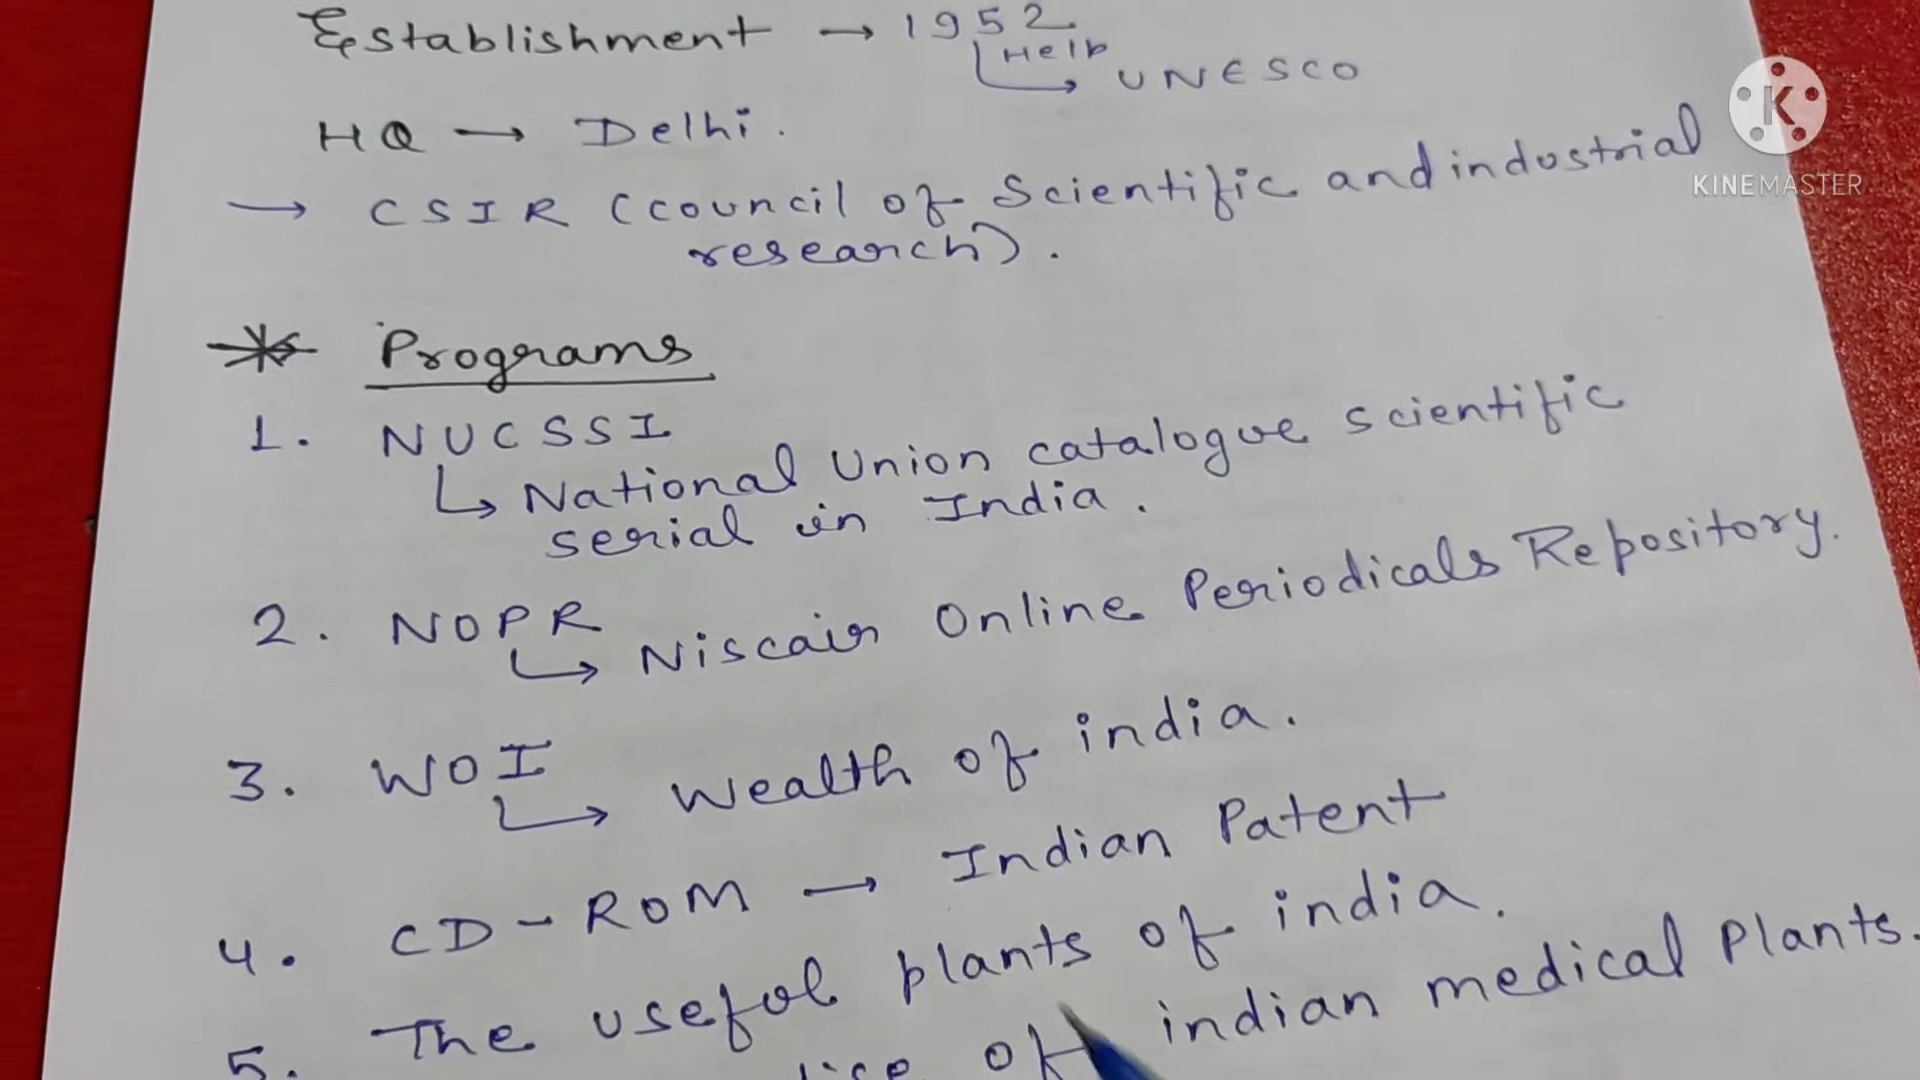 Establishment → 1952.
Help
UNESCO
HQ → Delhi.
→ CSIR (council of Scientific and industrial
research).
KINEMASTER
Programs
1. NUCSSI
National Union catalogue scientific
serial in India.
2. NOPR
Niscair Online Periodicals Repository.
3. WOI
Wealth of india.
4. CD-ROM → Indian Patent
5. The useful plants of india.
of indian medical Plants.